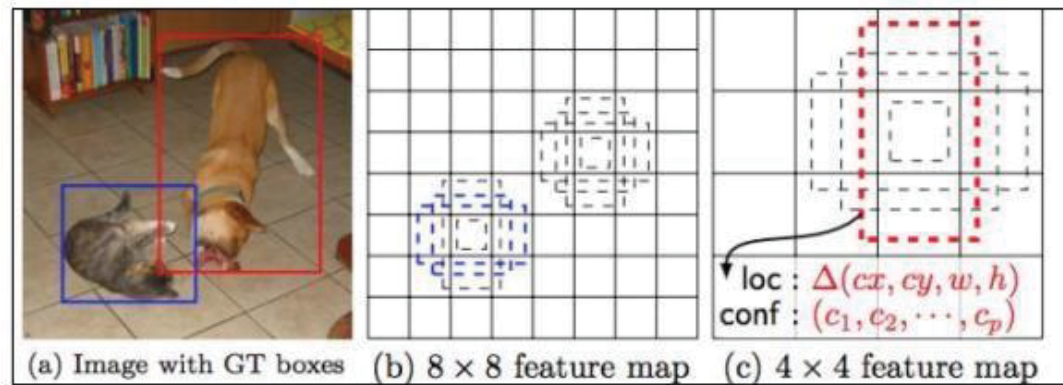 loc : Δ(cx, cy, w, h)
conf : (c₁, c₂, ⋯, cₚ)
(a) Image with GT boxes
(b) 8 × 8 feature map
(c) 4 × 4 feature map